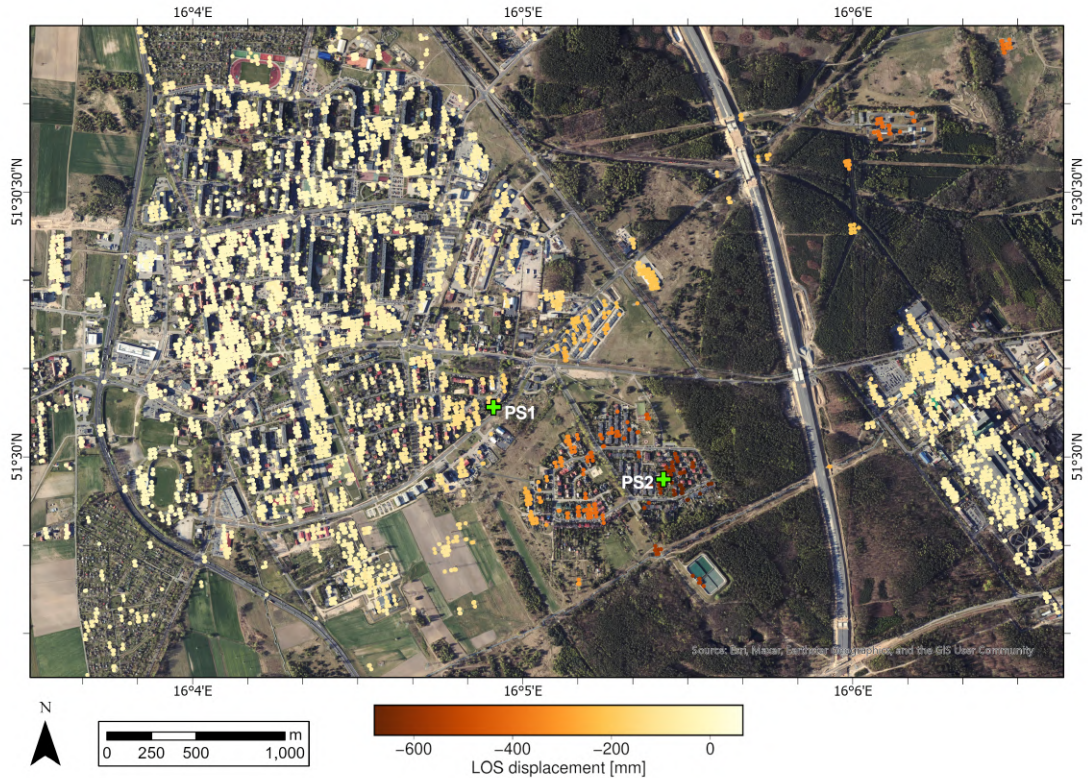 16°4'E 16°5'E 16°6'E
51°30'30"N 51°30'30"N
PS1
51°30'N 51°30'N
PS2
Source: Esri, Maxar, Earthstar Geographics, and the GIS User Community
16°4'E 16°5'E 16°6'E
N
m
0 250 500 1,000
−600 −400 −200 0
LOS displacement [mm]